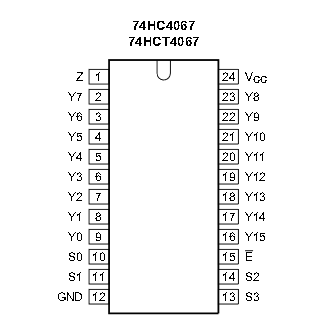 74HC4067
74HCT4067
Z 1 24 VCC
Y7 2 23 Y8
Y6 3 22 Y9
Y5 4 21 Y10
Y4 5 20 Y11
Y3 6 19 Y12
Y2 7 18 Y13
Y1 8 17 Y14
Y0 9 16 Y15
S0 10 15 E̅
S1 11 14 S2
GND 12 13 S3